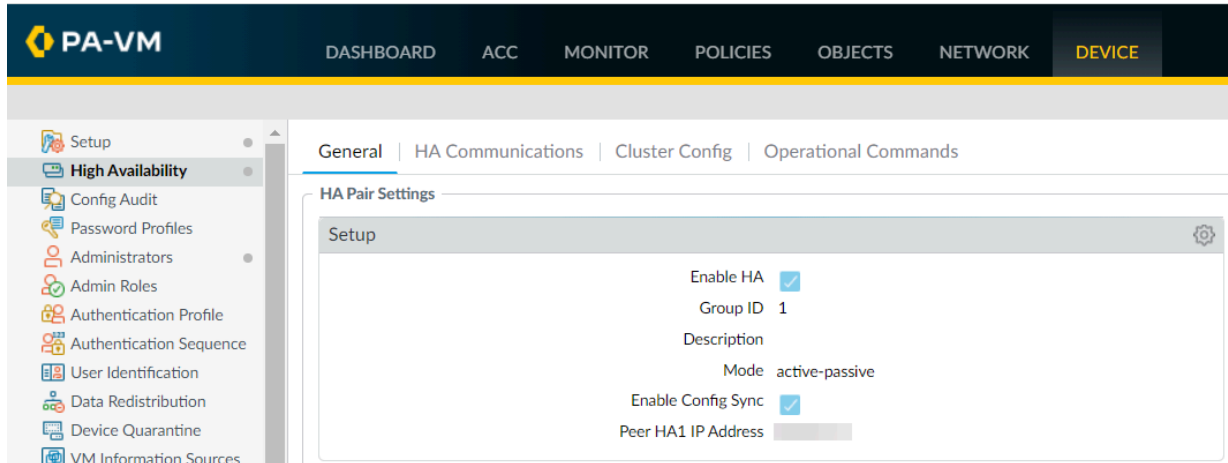 PA-VM
DASHBOARD ACC MONITOR POLICIES OBJECTS NETWORK DEVICE
Setup
High Availability
Config Audit
Password Profiles
Administrators
Admin Roles
Authentication Profile
Authentication Sequence
User Identification
Data Redistribution
Device Quarantine
VM Information Sources
General | HA Communications | Cluster Config | Operational Commands
HA Pair Settings
Setup
Enable HA
Group ID 1
Description
Mode active-passive
Enable Config Sync
Peer HA1 IP Address